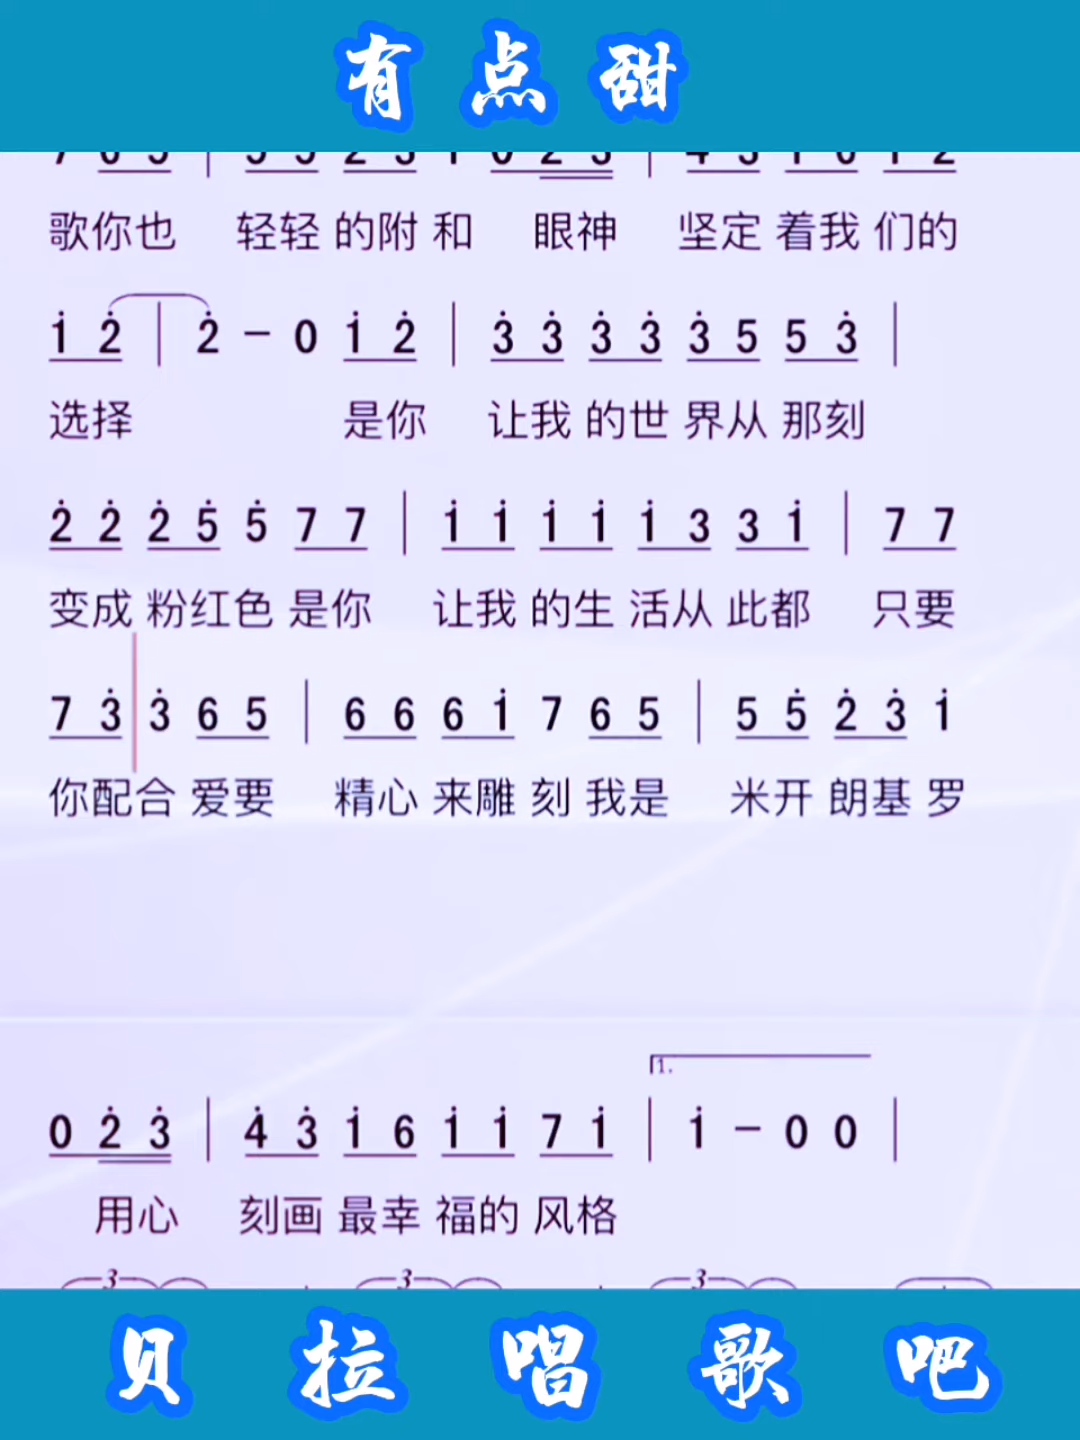 有点甜
歌你也 轻轻的附和 眼神 坚定着我们的
i̇ 2̇ | 2̇ - 0 1̇ 2̇ | 3̇ 3̇ 3̇ 3̇ 3̇ 5 5 3̇ |
选择 是你 让我的世界从那刻
2̇ 2̇ 2̇ 5̇ 5̇ 7 7 | 1̇ 1̇ 1̇ 1̇ 1̇ 3 3 1̇ | 7 7
变成粉红色是你 让我的生活从此都 只要
7 3̇ 3̇ 6 5 | 6 6 6 1̇ 7 6 5 | 5 5̇ 2̇ 3̇ 1̇
你配合爱要 精心来雕刻我是 米开朗基罗
1.
0 2̇ 3̇ | 4̇ 3̇ 1̇ 6 1̇ 1̇ 7 1̇ | 1̇ - 0 0 |
用心 刻画最幸福的风格
3 3 3
贝拉唱歌吧